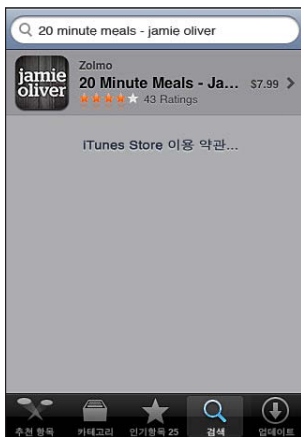 20 minute meals - jamie oliver
jamie
oliver
Zolmo
20 Minute Meals - Ja... $7.99
43 Ratings
iTunes Store 이용 약관...
추천 항목 카테고리 인기항목 25 검색 업데이트